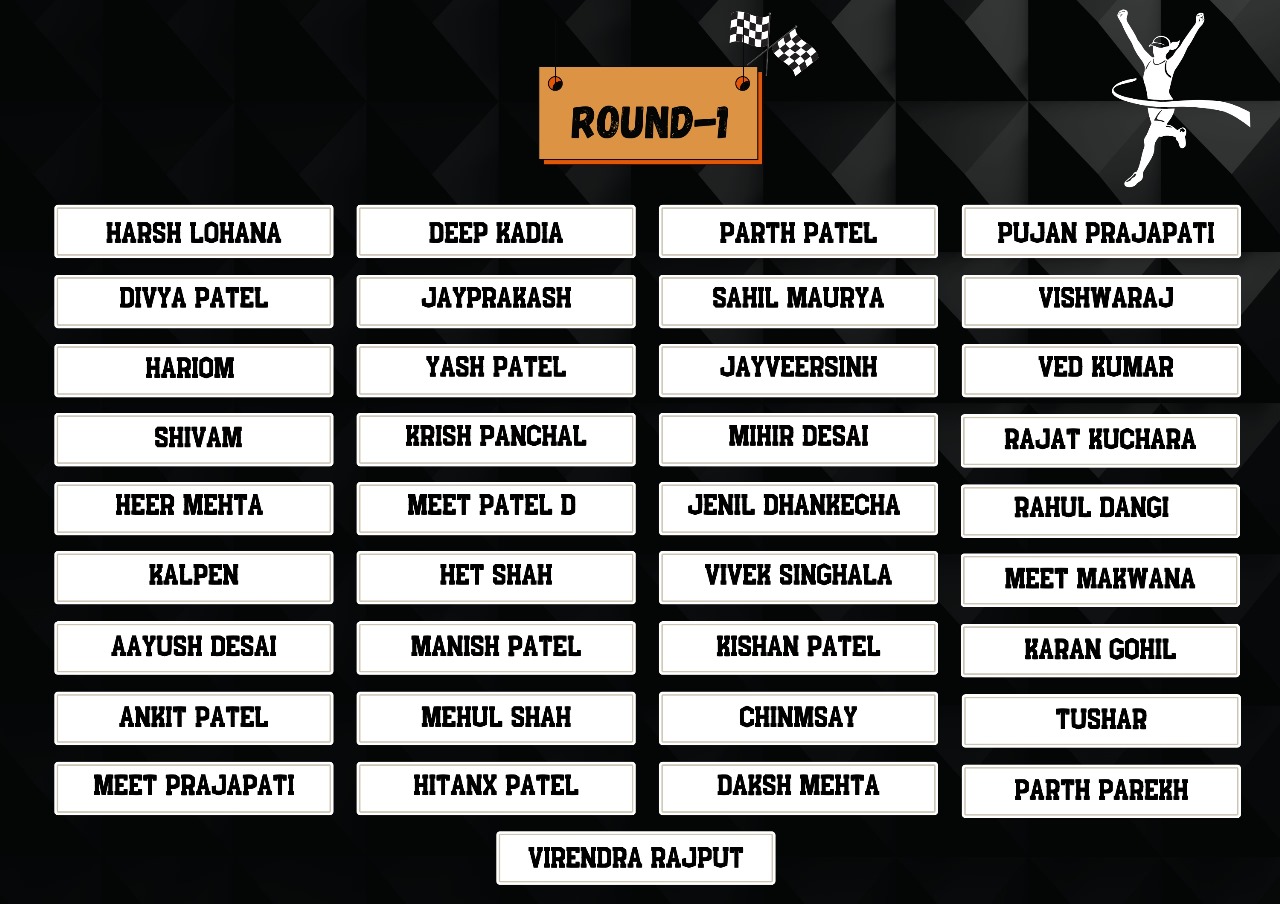 ROUND-1
HARSH LOHANA
DEEP KADIA
PARTH PATEL
PUJAN PRAJAPATI
DIVYA PATEL
JAYPRAKASH
SAHIL MAURYA
VISHWARAJ
HARIOM
YASH PATEL
JAYVEERSINH
VED KUMAR
SHIVAM
KRISH PANCHAL
MIHIR DESAI
RAJAT KUCHARA
HEER MEHTA
MEET PATEL D
JENIL DHANKECHA
RAHUL DANGI
KALPEN
HET SHAH
VIVEK SINGHALA
MEET MAKWANA
AAYUSH DESAI
MANISH PATEL
KISHAN PATEL
KARAN GOHIL
ANKIT PATEL
MEHUL SHAH
CHINMSAY
TUSHAR
MEET PRAJAPATI
HITANX PATEL
DAKSH MEHTA
PARTH PAREKH
VIRENDRA RAJPUT